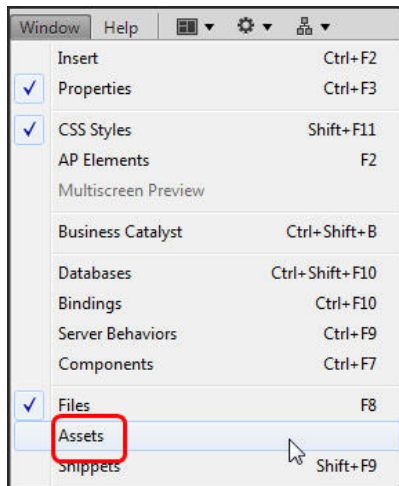 Window Help
Insert Ctrl+F2
Properties Ctrl+F3
CSS Styles Shift+F11
AP Elements F2
Multiscreen Preview
Business Catalyst Ctrl+Shift+B
Databases Ctrl+Shift+F10
Bindings Ctrl+F10
Server Behaviors Ctrl+F9
Components Ctrl+F7
Files F8
Assets
Snippets Shift+F9